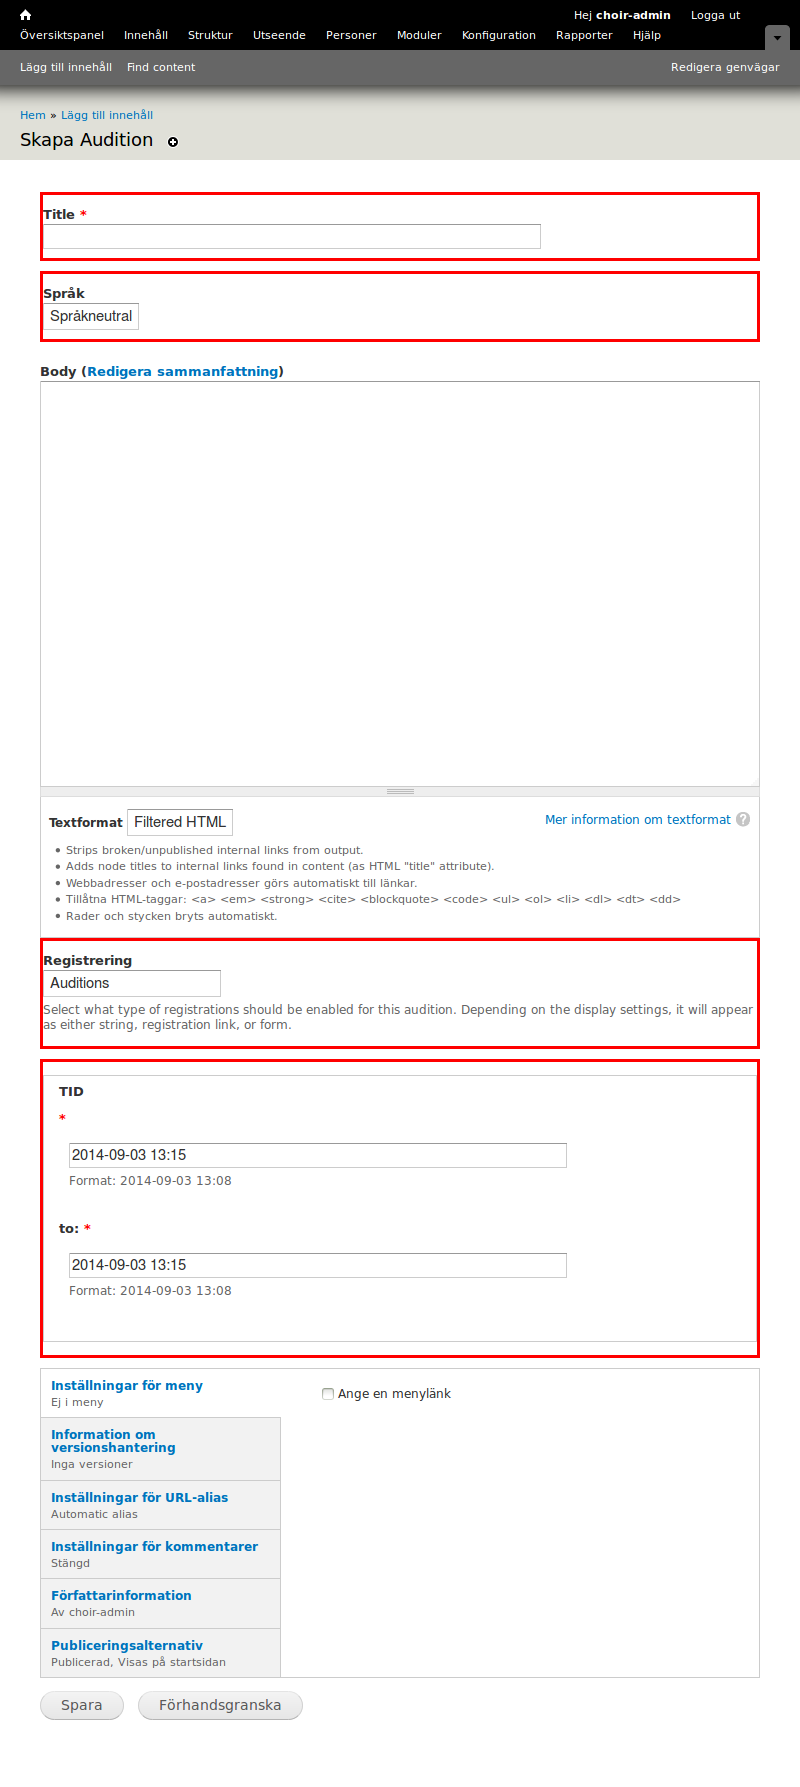 Hej choir-admin Logga ut
Översiktspanel Innehåll Struktur Utseende Personer Moduler Konfiguration Rapporter Hjälp
Lägg till innehåll Find content Redigera genvägar
Hem » Lägg till innehåll
Skapa Audition
Title *
Språk
Språkneutral
Body (Redigera sammanfattning)
Textformat Filtered HTML Mer information om textformat ?
Strips broken/unpublished internal links from output.
Adds node titles to internal links found in content (as HTML "title" attribute).
Webbadresser och e-postadresser görs automatiskt till länkar.
Tillåtna HTML-taggar: <a> <em> <strong> <cite> <blockquote> <code> <ul> <ol> <li> <dl> <dt> <dd>
Rader och stycken bryts automatiskt.
Registrering
Auditions
Select what type of registrations should be enabled for this audition. Depending on the display settings, it will appear
as either string, registration link, or form.
TID
*
2014-09-03 13:15
Format: 2014-09-03 13:08
to: *
2014-09-03 13:15
Format: 2014-09-03 13:08
Inställningar för meny
Ej i meny
Ange en menylänk
Information om
versionshantering
Inga versioner
Inställningar för URL-alias
Automatic alias
Inställningar för kommentarer
Stängd
Författarinformation
Av choir-admin
Publiceringsalternativ
Publicerad, Visas på startsidan
Spara Förhandsgranska